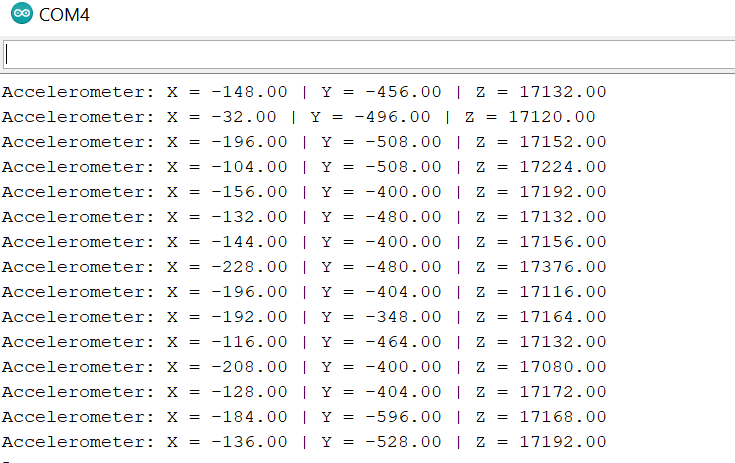 COM4
Accelerometer: X = -148.00 | Y = -456.00 | Z = 17132.00
Accelerometer: X = -32.00 | Y = -496.00 | Z = 17120.00
Accelerometer: X = -196.00 | Y = -508.00 | Z = 17152.00
Accelerometer: X = -104.00 | Y = -508.00 | Z = 17224.00
Accelerometer: X = -156.00 | Y = -400.00 | Z = 17192.00
Accelerometer: X = -132.00 | Y = -480.00 | Z = 17132.00
Accelerometer: X = -144.00 | Y = -400.00 | Z = 17156.00
Accelerometer: X = -228.00 | Y = -480.00 | Z = 17376.00
Accelerometer: X = -196.00 | Y = -404.00 | Z = 17116.00
Accelerometer: X = -192.00 | Y = -348.00 | Z = 17164.00
Accelerometer: X = -116.00 | Y = -464.00 | Z = 17132.00
Accelerometer: X = -208.00 | Y = -400.00 | Z = 17080.00
Accelerometer: X = -128.00 | Y = -404.00 | Z = 17172.00
Accelerometer: X = -184.00 | Y = -596.00 | Z = 17168.00
Accelerometer: X = -136.00 | Y = -528.00 | Z = 17192.00